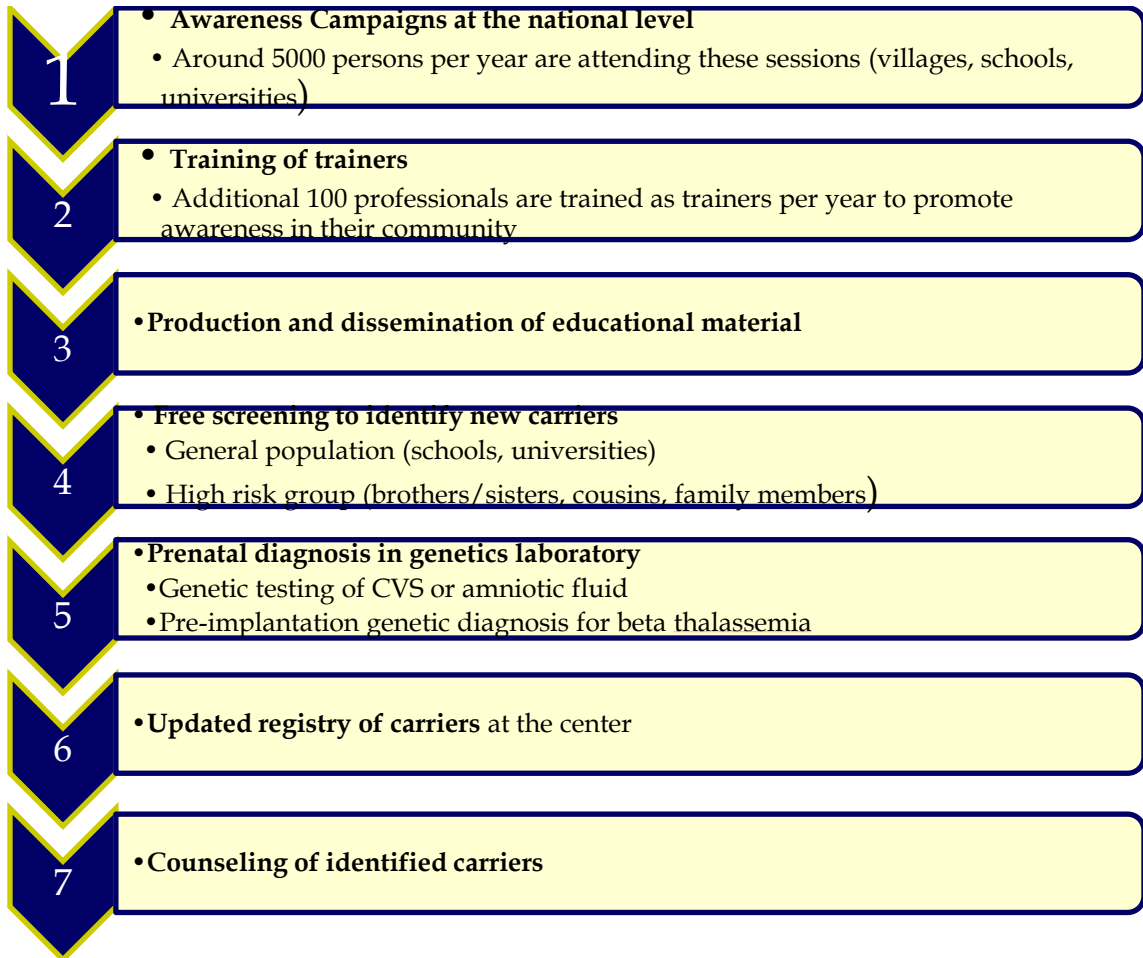 1
• Awareness Campaigns at the national level
• Around 5000 persons per year are attending these sessions (villages, schools,
universities)
2
• Training of trainers
• Additional 100 professionals are trained as trainers per year to promote
awareness in their community
3
•Production and dissemination of educational material
4
• Free screening to identify new carriers
• General population (schools, universities)
• High risk group (brothers/sisters, cousins, family members)
5
•Prenatal diagnosis in genetics laboratory
•Genetic testing of CVS or amniotic fluid
•Pre-implantation genetic diagnosis for beta thalassemia
6
•Updated registry of carriers at the center
7
•Counseling of identified carriers